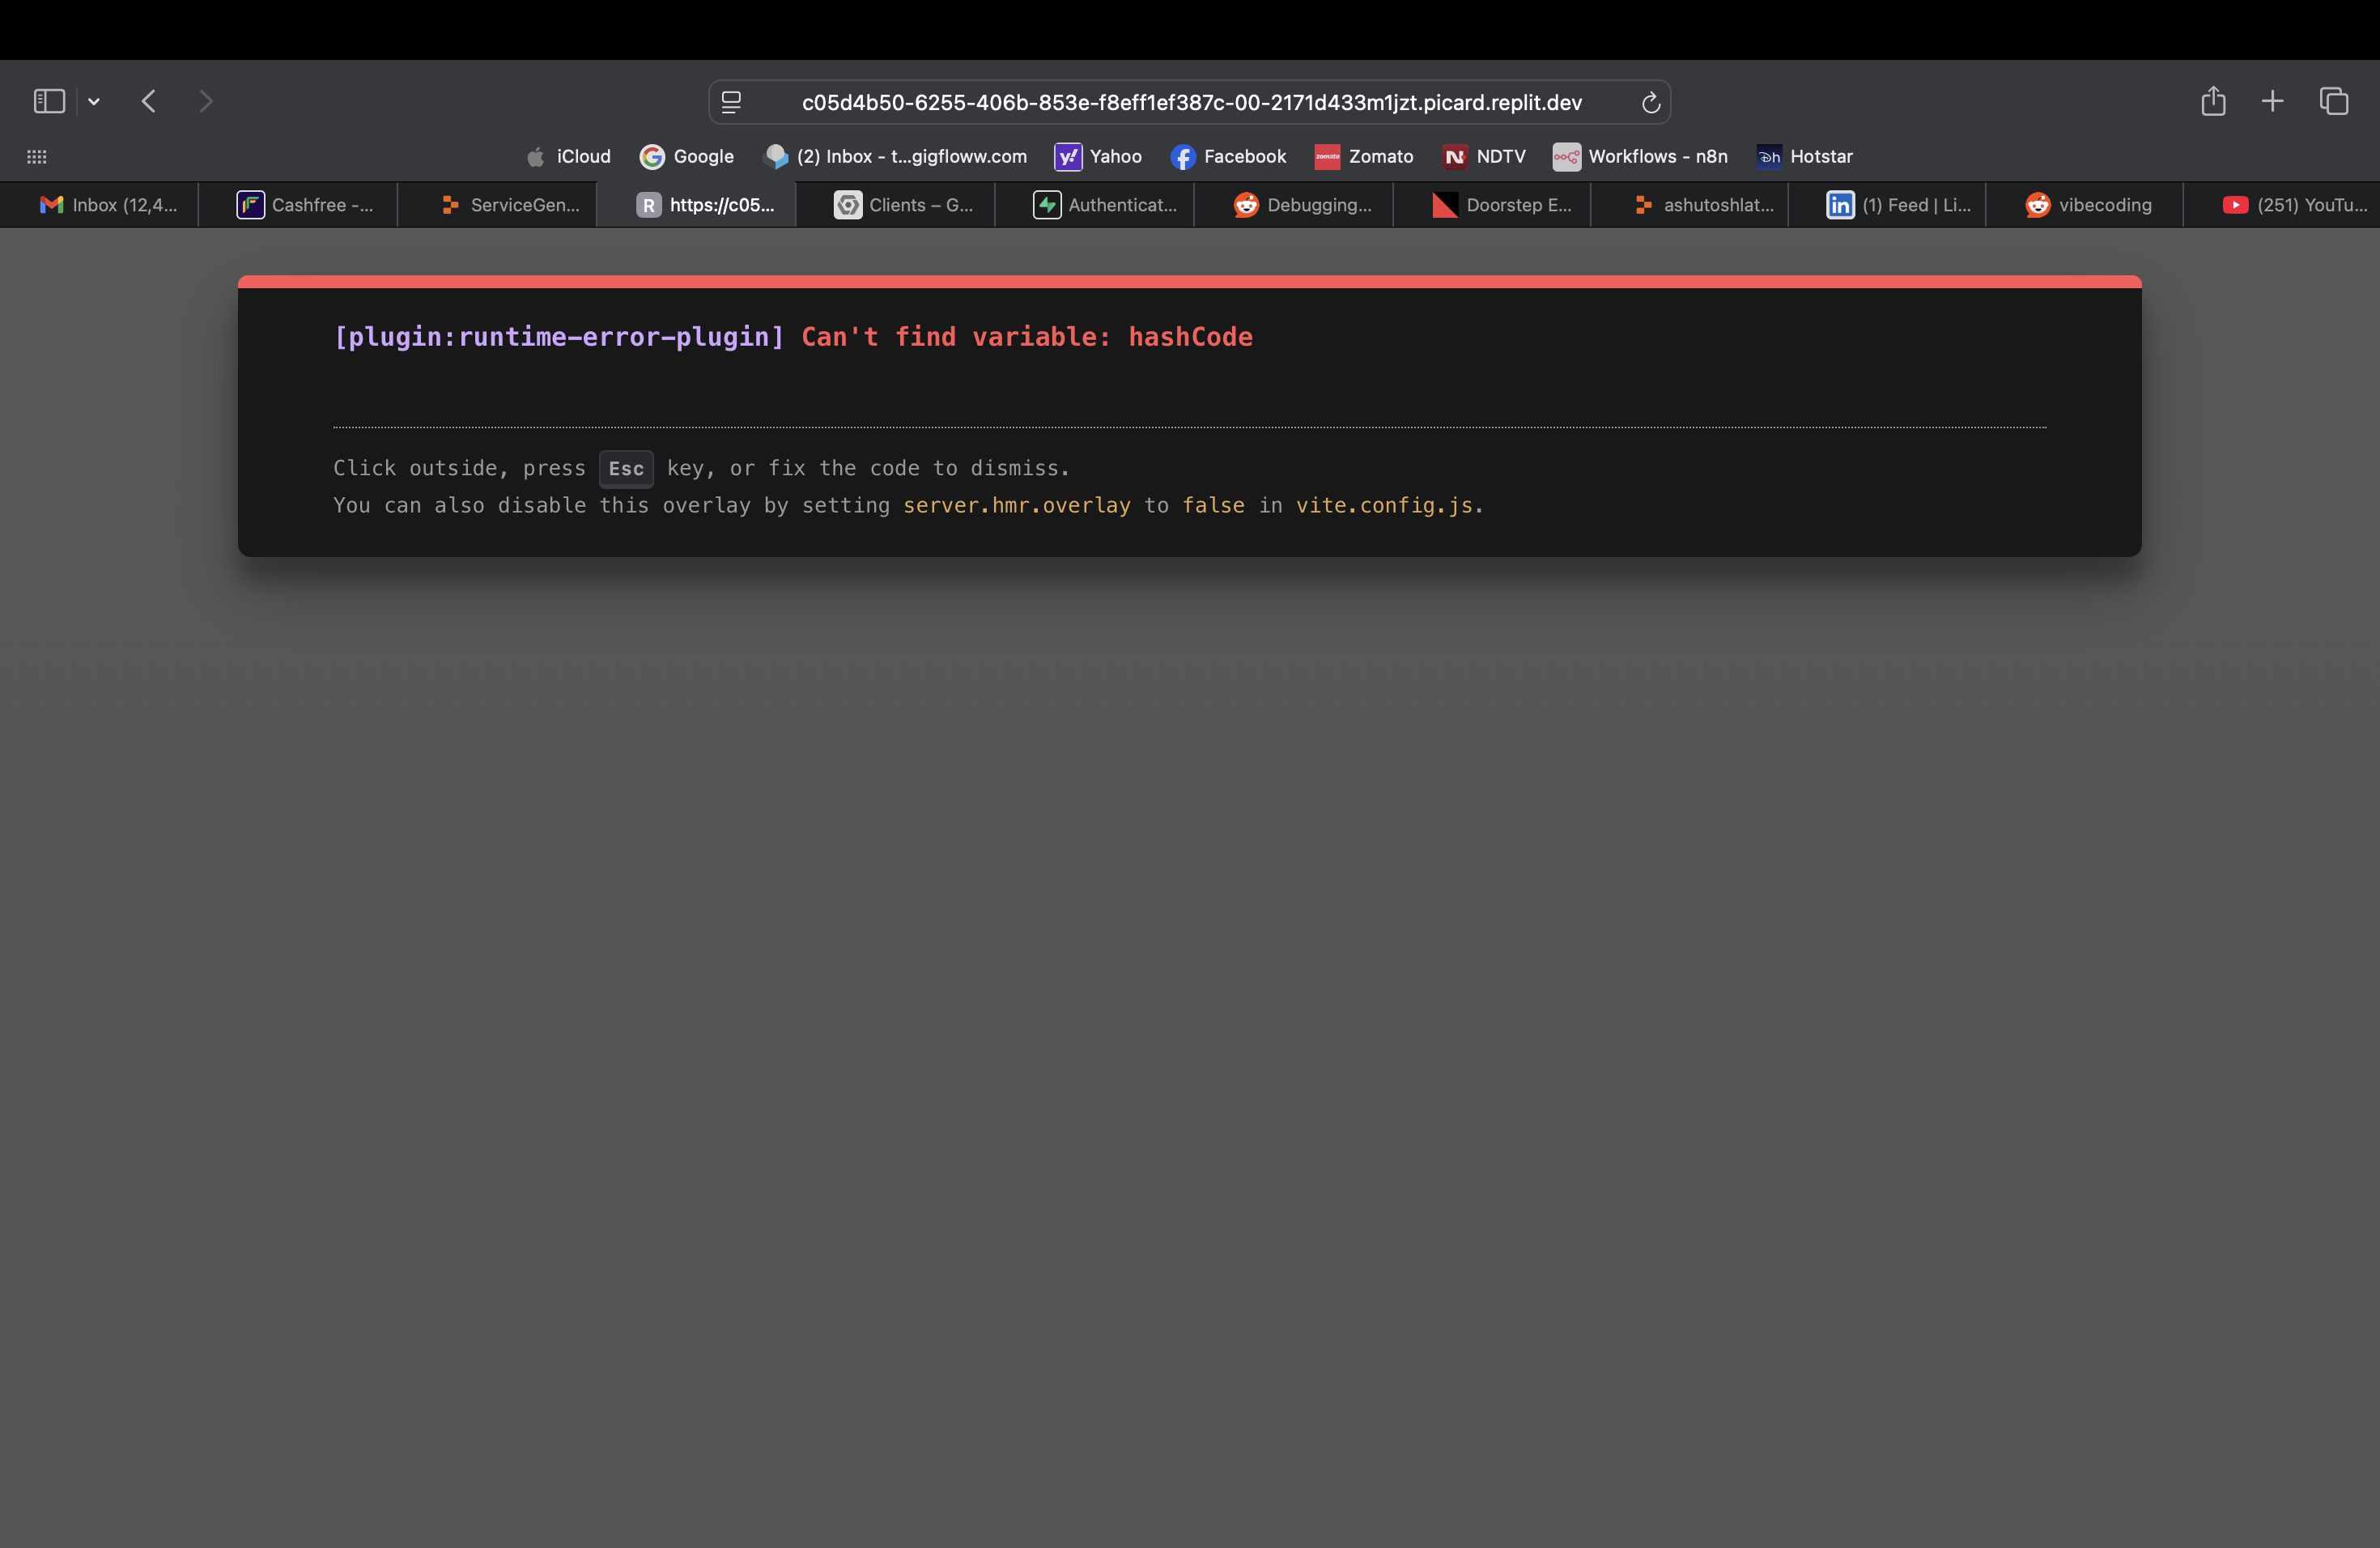 c05d4b50-6255-406b-853e-f8eff1ef387c-00-2171d433m1jzt.picard.replit.dev
iCloud Google (2) Inbox - t...gigfloww.com Yahoo Facebook zomato Zomato NDTV Workflows - n8n Hotstar
Inbox (12,4... Cashfree -... ServiceGen... R https://c05... Clients – G... Authenticat... Debugging... Doorstep E... ashutoshlat... in (1) Feed | Li... vibecoding (251) YouTu...
[plugin:runtime-error-plugin] Can't find variable: hashCode
Click outside, press Esc key, or fix the code to dismiss.
You can also disable this overlay by setting server.hmr.overlay to false in vite.config.js.